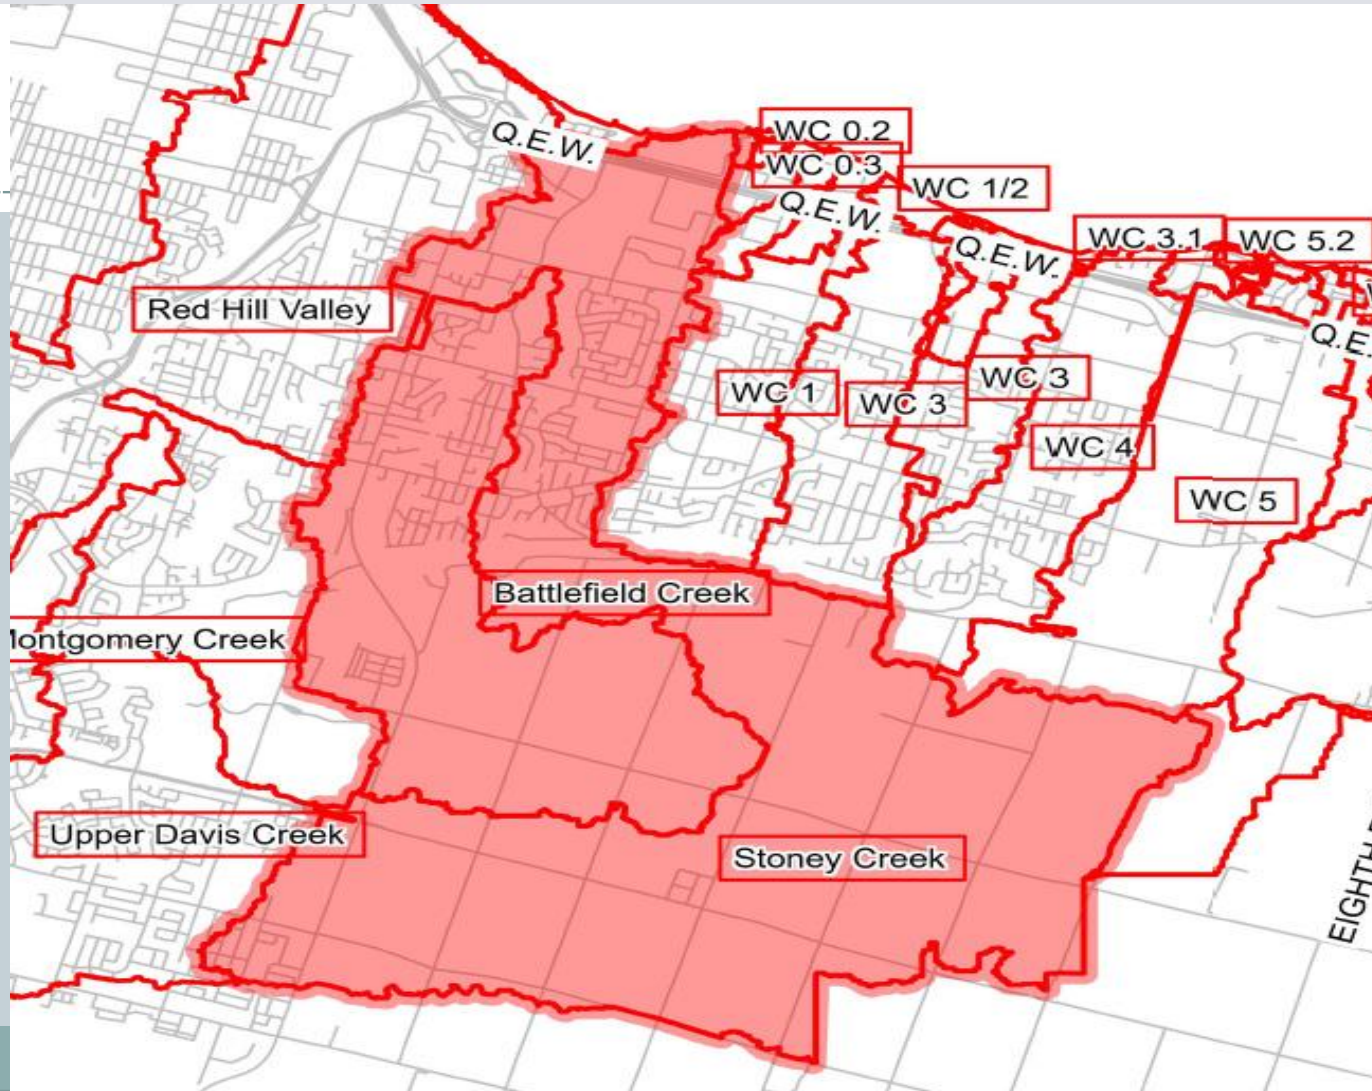 WC 0.2
Q.E.W.
WC 0.3
WC 1/2
Q.E.W.
WC 3.1
WC 5.2
Q.E.W.
Red Hill Valley
Q.E.
WC 3
WC 1
WC 3
WC 4
WC 5
Battlefield Creek
Montgomery Creek
Upper Davis Creek
Stoney Creek
EIGHTH